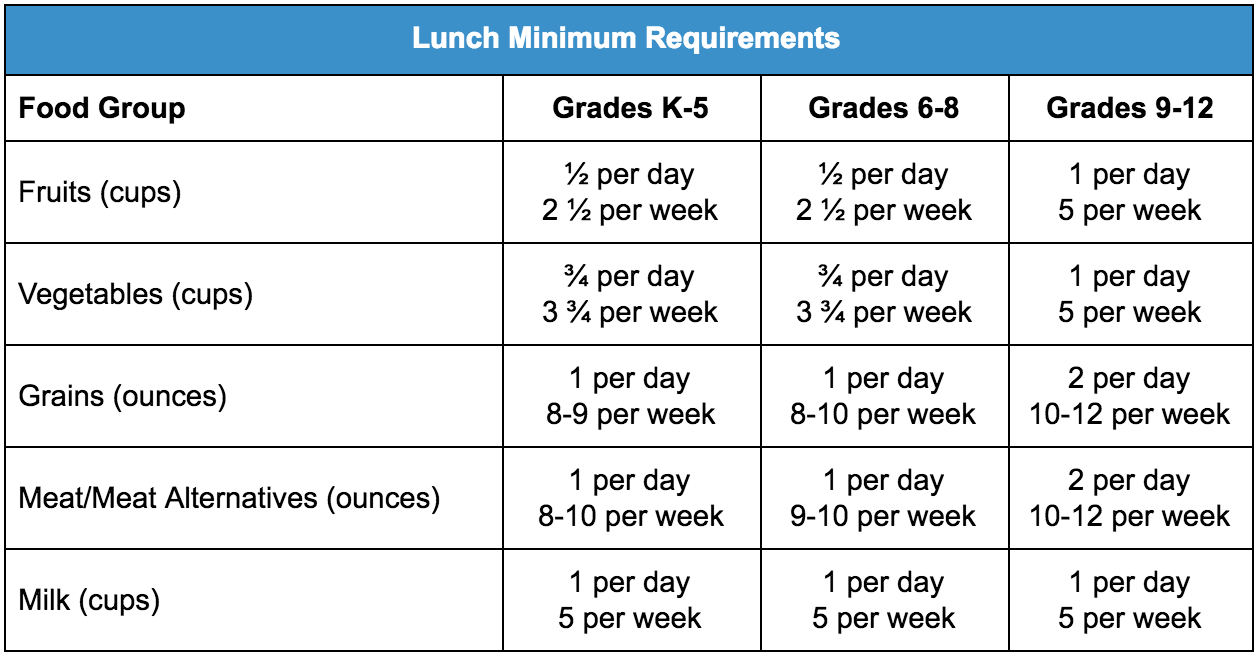 Lunch Minimum Requirements
Food Group Grades K-5 Grades 6-8 Grades 9-12
Fruits (cups) ½ per day ½ per day 1 per day
2 ½ per week 2 ½ per week 5 per week
Vegetables (cups) ¾ per day ¾ per day 1 per day
3 ¾ per week 3 ¾ per week 5 per week
Grains (ounces) 1 per day 1 per day 2 per day
8-9 per week 8-10 per week 10-12 per week
Meat/Meat Alternatives (ounces) 1 per day 1 per day 2 per day
8-10 per week 9-10 per week 10-12 per week
Milk (cups) 1 per day 1 per day 1 per day
5 per week 5 per week 5 per week